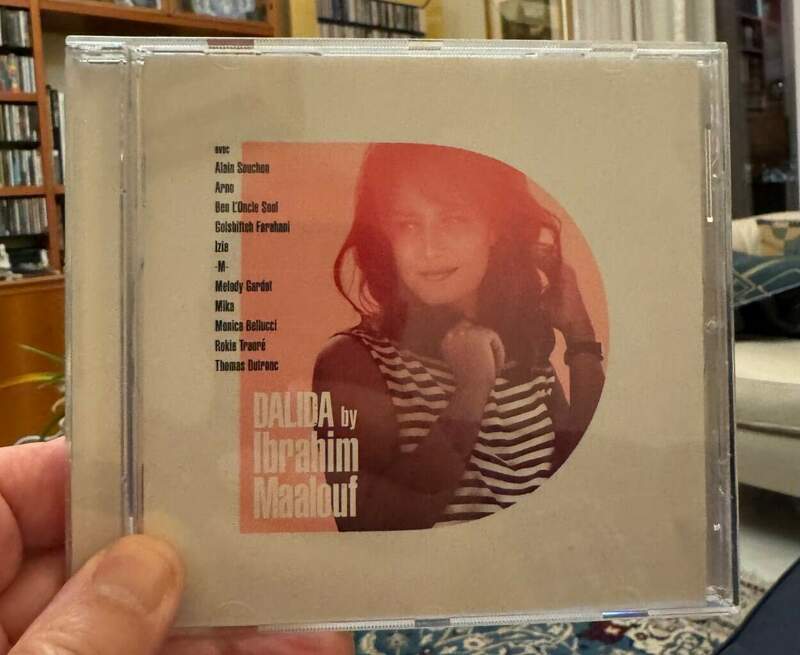 avec
Alain Souchon
Arno
Ben L'Oncle Soul
Golshifteh Farahani
Izia
-M-
Melody Gardot
Mika
Monica Bellucci
Rokia Traoré
Thomas Dutronc
DALIDA by
Ibrahim
Maalouf